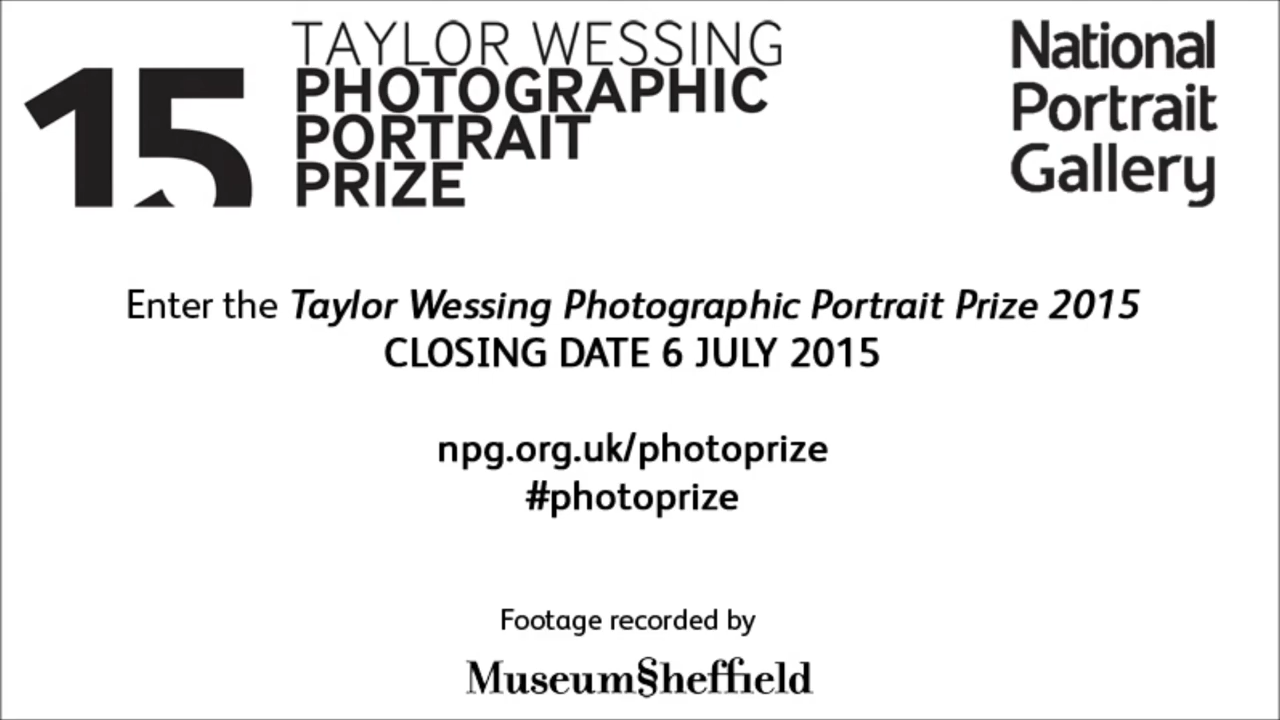 15
TAYLOR WESSING
PHOTOGRAPHIC
PORTRAIT
PRIZE
National
Portrait
Gallery
Enter the Taylor Wessing Photographic Portrait Prize 2015
CLOSING DATE 6 JULY 2015
npg.org.uk/photoprize
#photoprize
Footage recorded by
Museum§heffield